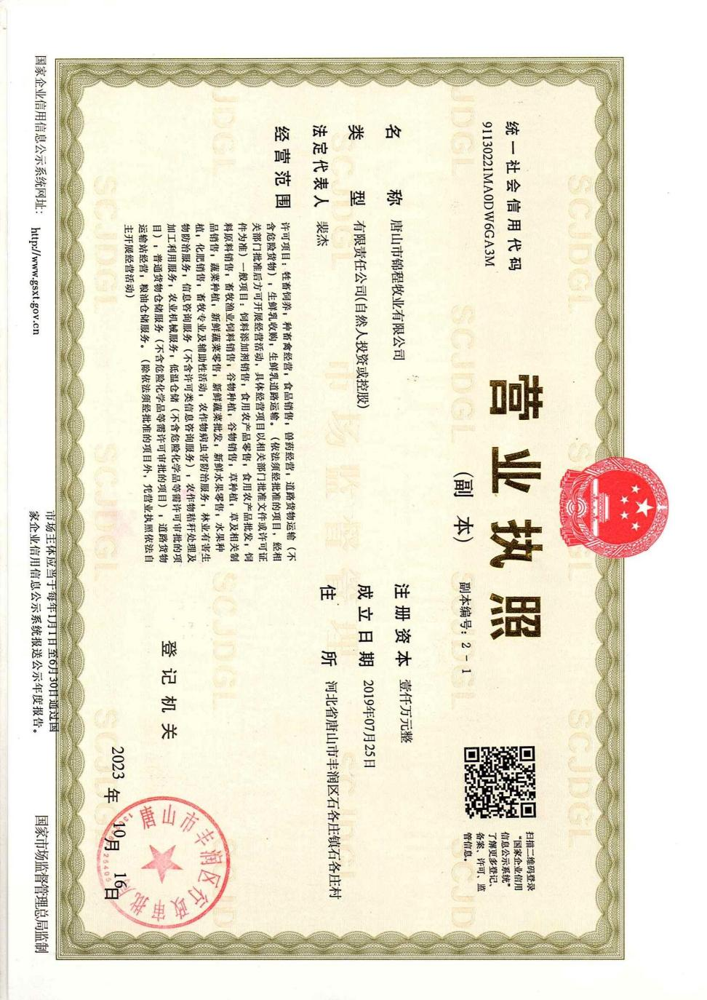 营业执照
（副 本）
副本编号：2－1
统一社会信用代码
91130221MA0DW6GA3M
扫描二维码登录
“国家企业信用
信息公示系统”
了解更多登记、
备案、许可、监
管信息。
名 称 唐山市锦程牧业有限公司
类 型 有限责任公司(自然人投资或控股)
法定代表人 裴杰
经营范围 许可项目：牲畜饲养；种畜禽经营；食品销售；兽药经营；道路货物运输（不
含危险货物）；生鲜乳收购；生鲜乳道路运输。（依法须经批准的项目，经相
关部门批准后方可开展经营活动，具体经营项目以相关部门批准文件或许可证
件为准）一般项目：饲料添加剂销售；食用农产品零售；食用农产品批发；饲
料原料销售；畜牧渔业饲料销售；谷物种植；谷物销售；草种植；草及相关制
品销售；蔬菜种植；新鲜蔬菜零售；新鲜蔬菜批发；新鲜水果零售；水果种
植；化肥销售；畜牧专业及辅助性活动；农作物病虫害防治服务；林业有害生
物防治服务；信息咨询服务（不含许可类信息咨询服务）；农作物秸秆处理及
加工利用服务；农业机械服务；低温仓储（不含危险化学品等需许可审批的项
目）；普通货物仓储服务（不含危险化学品等需许可审批的项目）；道路货物
运输站经营；粮油仓储服务。（除依法须经批准的项目外，凭营业执照依法自
主开展经营活动）
注册资本 壹仟万元整
成立日期 2019年07月25日
住 所 河北省唐山市丰润区石各庄镇石各庄村
登记机关
唐山市丰润区行政审批局
2023 年 10月 16日
国家企业信用信息公示系统网址： http://www.gsxt.gov.cn
市场主体应当于每年1月1日至6月30日通过国
家企业信用信息公示系统报送公示年度报告。
国家市场监督管理总局监制